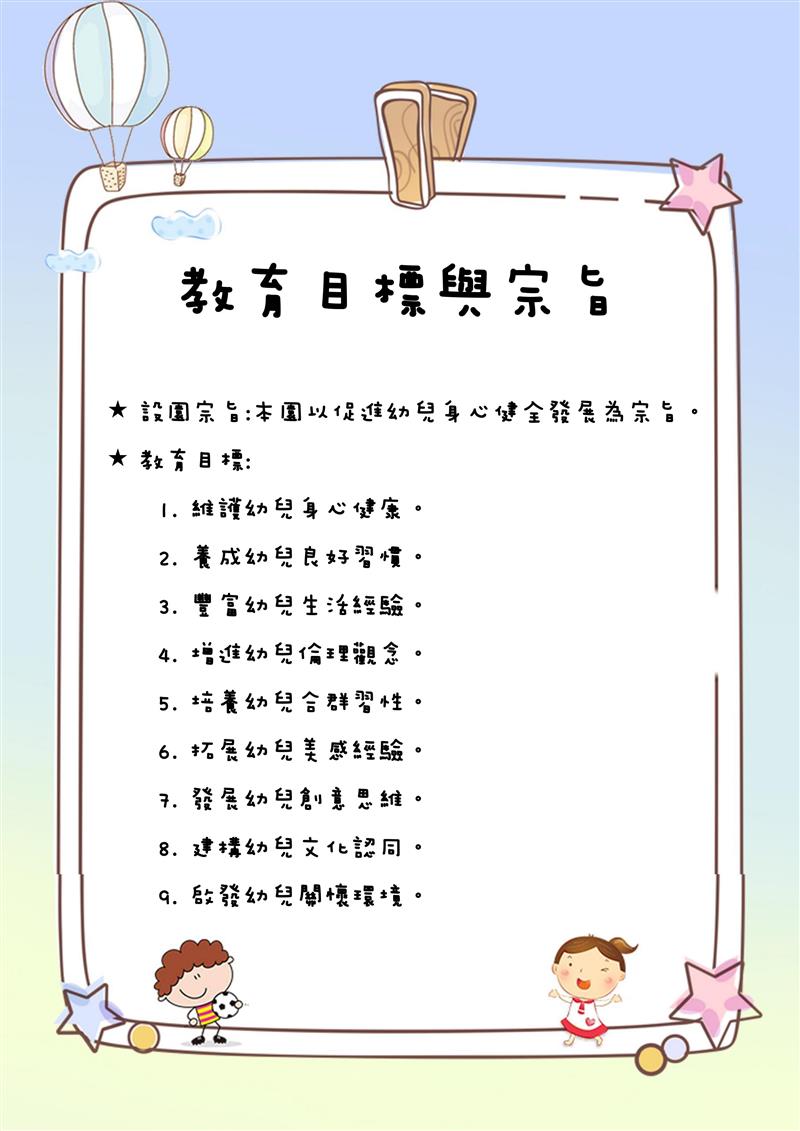 教育目標與宗旨
★ 設園宗旨:本園以促進幼兒身心健全發展為宗旨。
★ 教育目標:
1. 維護幼兒身心健康。
2. 養成幼兒良好習慣。
3. 豐富幼兒生活經驗。
4. 增進幼兒倫理觀念。
5. 培養幼兒合群習性。
6. 拓展幼兒美感經驗。
7. 發展幼兒創意思維。
8. 建構幼兒文化認同。
9. 啟發幼兒關懷環境。